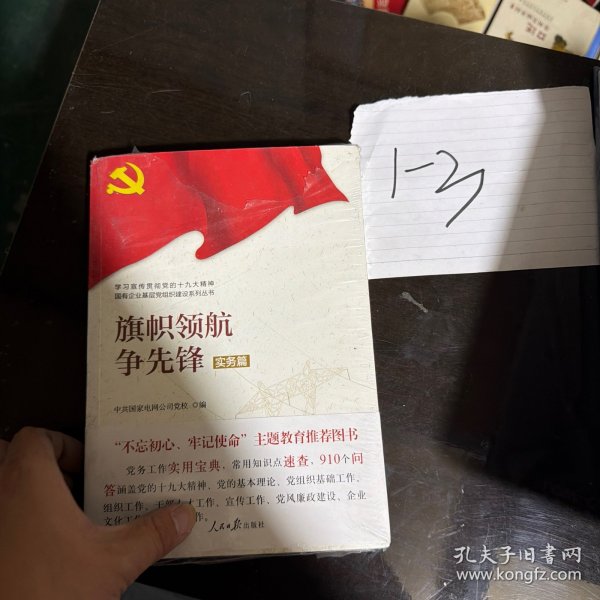 学习宣传贯彻党的十九大精神
国有企业基层党组织建设系列丛书
旗帜领航
争先锋 实务篇
中共国家电网公司党校 ◎编
“不忘初心、牢记使命”主题教育推荐图书
党务工作实用宝典，常用知识点速查，910个问
答涵盖党的十九大精神、党的基本理论、党组织基础工作、
组织工作、干部人才工作、宣传工作、党风廉政建设、企业
文化工
作。
人民日报出版社
1-3
孔夫子旧书网
www.kongfz.com